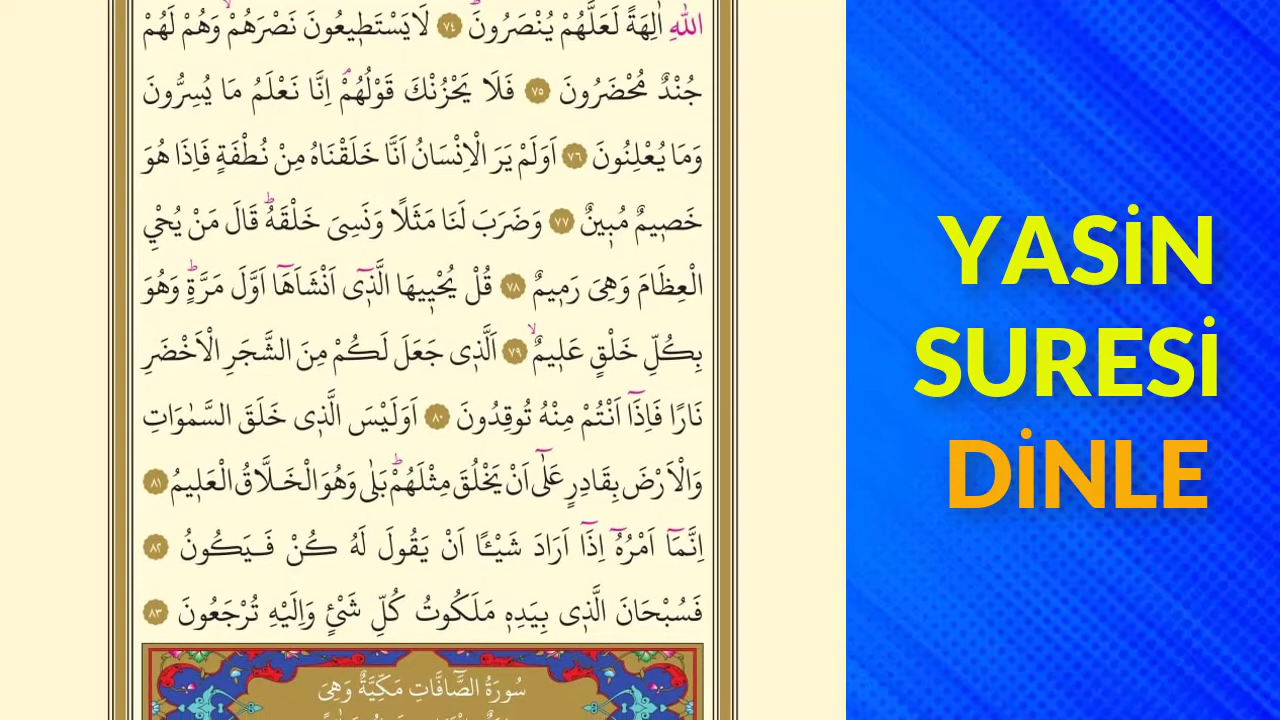 اللّٰهِ اٰلِهَةً لَعَلَّهُمْ يُنْصَرُونَۜ ﴿٧٤﴾ لَا يَسْتَط۪يعُونَ نَصْرَهُمْۙ وَهُمْ لَهُمْ
جُنْدٌ مُحْضَرُونَ ﴿٧٥﴾ فَلَا يَحْزُنْكَ قَوْلُهُمْۢ اِنَّا نَعْلَمُ مَا يُسِرُّونَ
وَمَا يُعْلِنُونَ ﴿٧٦﴾ اَوَلَمْ يَرَ الْاِنْسَانُ اَنَّا خَلَقْنَاهُ مِنْ نُطْفَةٍ فَاِذَا هُوَ
خَص۪يمٌ مُب۪ينٌ ﴿٧٧﴾ وَضَرَبَ لَنَا مَثَلًا وَنَسِىَ خَلْقَهُۜ قَالَ مَنْ يُحْيِ
الْعِظَامَ وَهِىَ رَم۪يمٌ ﴿٧٨﴾ قُلْ يُحْي۪يهَا الَّذ۪ٓى اَنْشَاَهَٓا اَوَّلَ مَرَّةٍۜ وَهُوَ
بِكُلِّ خَلْقٍ عَل۪يمٌۙ ﴿٧٩﴾ اَلَّذ۪ى جَعَلَ لَكُمْ مِنَ الشَّجَرِ الْاَخْضَرِ
نَارًا فَاِذَٓا اَنْتُمْ مِنْهُ تُوقِدُونَ ﴿٨٠﴾ اَوَلَيْسَ الَّذ۪ى خَلَقَ السَّمٰوَاتِ
وَالْاَرْضَ بِقَادِرٍ عَلٰٓى اَنْ يَخْلُقَ مِثْلَهُمْۜ بَلٰى وَهُوَ الْخَلَّاقُ الْعَل۪يمُ ﴿٨١﴾
اِنَّمَٓا اَمْرُهُٓ اِذَٓا اَرَادَ شَيْـًٔا اَنْ يَقُولَ لَهُ كُنْ فَيَكُونُ ﴿٨٢﴾
فَسُبْحَانَ الَّذ۪ى بِيَدِه۪ مَلَكُوتُ كُلِّ شَىْءٍ وَاِلَيْهِ تُرْجَعُونَ ﴿٨٣﴾
سُورَةُ الصَّٓافَّاتِ مَكِّيَّةٌ وَهِىَ
YASİN
SURESİ
DİNLE